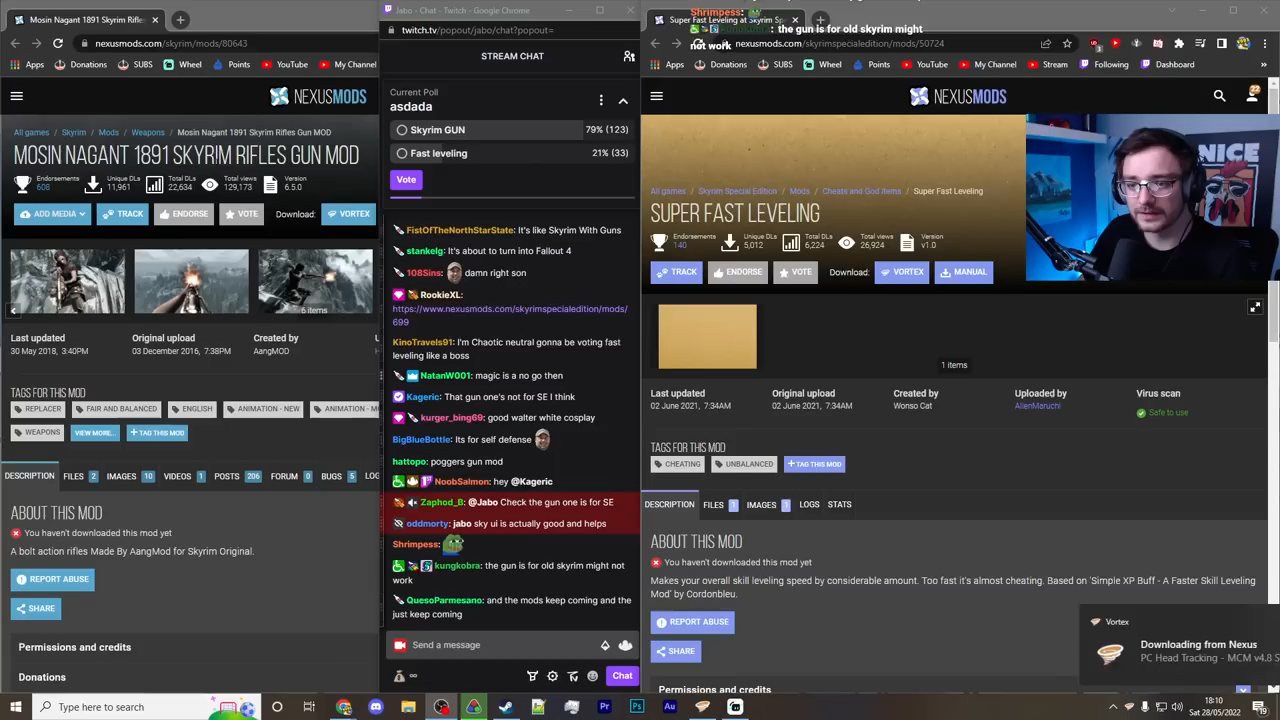 Mosin Nagant 1891 Skyrim Rifles
nexusmods.com/skyrim/mods/80643
Apps
Donations
SUBS
Wheel
Points
YouTube
My Channel
NEXUSMODS
All games / Skyrim / Mods / Weapons / Mosin Nagant 1891 Skyrim Rifles Gun MOD
MOSIN NAGANT 1891 SKYRIM RIFLES GUN MOD
Endorsements
608
Unique DLs
11,961
Total DLs
22,634
Total views
129,173
Version
6.5.0
ADD MEDIA
TRACK
ENDORSE
VOTE
Download:
VORTEX
6 items
Last updated
30 May 2018, 3:40PM
Original upload
03 December 2016, 7:38PM
Created by
AangMOD
TAGS FOR THIS MOD
REPLACER
FAIR AND BALANCED
ENGLISH
ANIMATION - NEW
ANIMATION - M
WEAPONS
VIEW MORE...
+ TAG THIS MOD
DESCRIPTION
FILES 2
IMAGES 10
VIDEOS 1
POSTS 206
FORUM 0
BUGS 5
LOG
ABOUT THIS MOD
You haven't downloaded this mod yet
A bolt action rifles Made By AangMod for Skyrim Original.
REPORT ABUSE
SHARE
Permissions and credits
Donations
Jabo - Chat - Twitch - Google Chrome
twitch.tv/popout/jabo/chat?popout=
STREAM CHAT
Current Poll
asdada
Skyrim GUN 79% (123)
Fast leveling 21% (33)
Vote
FistOfTheNorthStarState: It's like Skyrim With Guns
stankelg: It's about to turn into Fallout 4
108Sins: damn right son
RookieXL:
https://www.nexusmods.com/skyrimspecialedition/mods/
699
KinoTravels91: I'm Chaotic neutral gonna be voting fast
leveling like a boss
NatanW001: magic is a no go then
Kageric: That gun one's not for SE I think
kurger_bing69: good walter white cosplay
BigBlueBottle: Its for self defense
hattopo: poggers gun mod
NoobSalmon: hey @Kageric
Zaphod_B: @Jabo Check the gun one is for SE
oddmorty: jabo sky ui is actually good and helps
Shrimpess:
kungkobra: the gun is for old skyrim might not
work
QuesoParmesano: and the mods keep coming and the
just keep coming
Send a message
Chat
Shrimpess:
Super Fast Leveling at Skyrim Sp
the gun is for old skyrim might
not work
nexusmods.com/skyrimspecialedition/mods/50724
Apps
Donations
SUBS
Wheel
Points
YouTube
My Channel
Stream
Following
Dashboard
NEXUSMODS
22
NICE
All games / Skyrim Special Edition / Mods / Cheats and God items / Super Fast Leveling
SUPER FAST LEVELING
Endorsements
140
Unique DLs
5,012
Total DLs
6,224
Total views
26,924
Version
v1.0
TRACK
ENDORSE
VOTE
Download:
VORTEX
MANUAL
1 items
Last updated
02 June 2021, 7:34AM
Original upload
02 June 2021, 7:34AM
Created by
Wonso Cat
Uploaded by
AllenMaruchi
Virus scan
Safe to use
TAGS FOR THIS MOD
CHEATING
UNBALANCED
+ TAG THIS MOD
DESCRIPTION
FILES 1
IMAGES 1
LOGS
STATS
ABOUT THIS MOD
You haven't downloaded this mod yet
Makes your overall skill leveling speed by considerable amount. Too fast it's almost cheating. Based on 'Simple XP Buff - A Faster Skill Leveling
Mod' by Cordonbleu.
REPORT ABUSE
SHARE
Permissions and credits
Vortex
Downloading from Nexus
PC Head Tracking - MCM v4.8 S
Type here to search
Pr
Ps
Au
18:10
Sat 28/05/2022